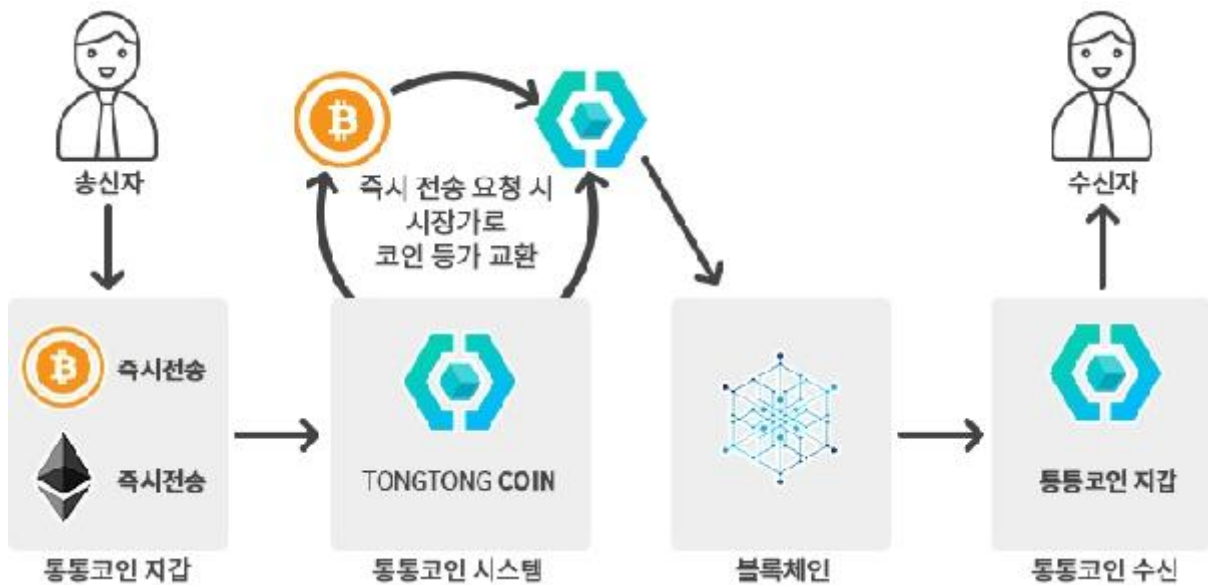 송신자
수신자
즉시 전송 요청 시
시장가로
코인 등가 교환
즉시전송
즉시전송
TONGTONG COIN
통통코인 지갑
통통코인 지갑
통통코인 시스템
블록체인
통통코인 수신